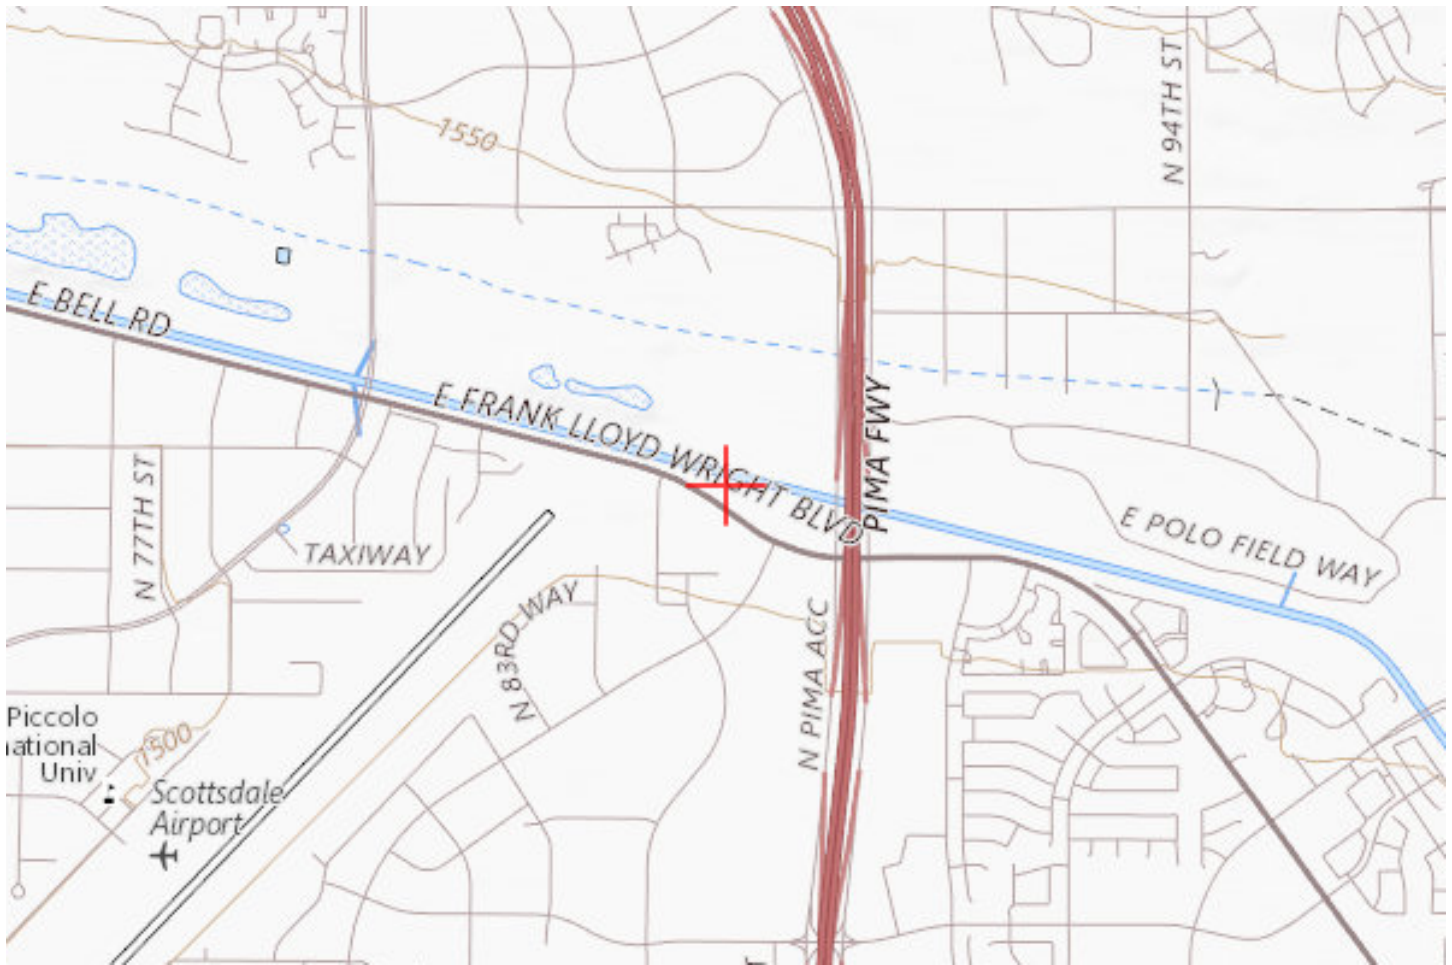 N 94TH ST
1550
E BELL RD
E FRANK LLOYD WRIGHT BLVD
PIMA FWY
N 77TH ST
TAXIWAY
E POLO FIELD WAY
N 83RD WAY
N PIMA ACC
Piccolo
national
Univ
1500
Scottsdale
Airport